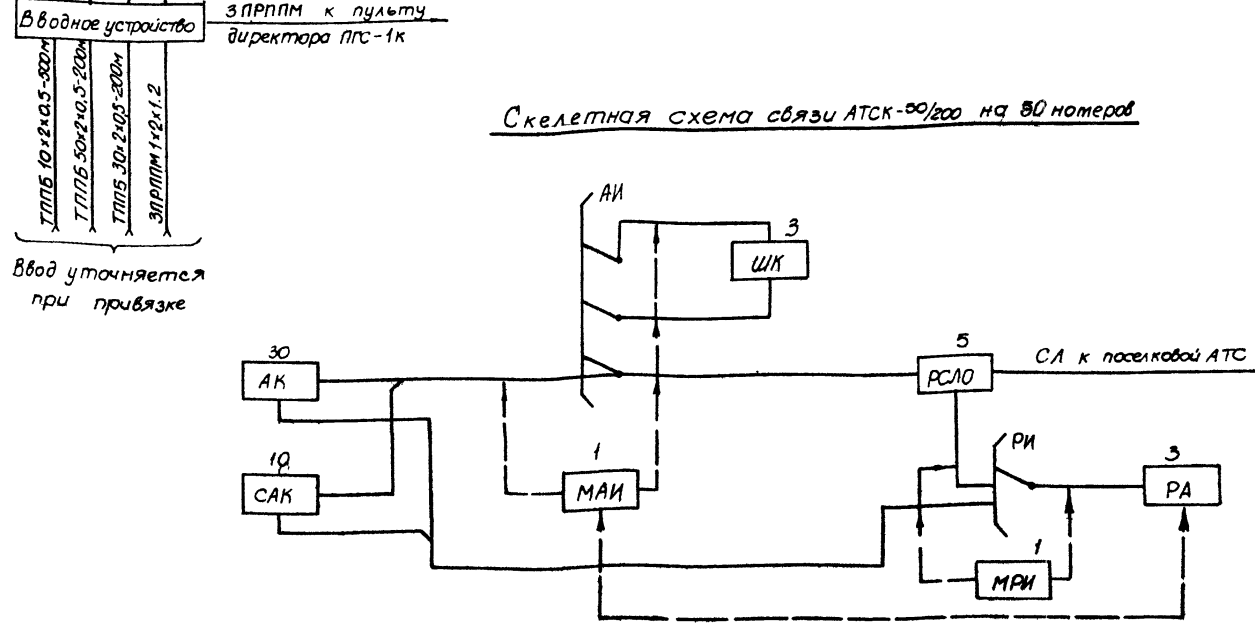 Вводное устройство
3ПРППМ к пульту
директора ПГС-1к
ТППБ 10×2×0,5-500м
ТППБ 50×2×0,5-200м
ТППБ 30×2×0,5-200м
3ПРППМ 1×2×1.2
Ввод уточняется
при привязке
Скелетная схема связи АТСК-50/200 на 50 номеров
АИ
3
ШК
30
АК
5
РСЛО
СЛ к поселковой АТС
10
САК
1
МАИ
РИ
3
РА
1
МРИ